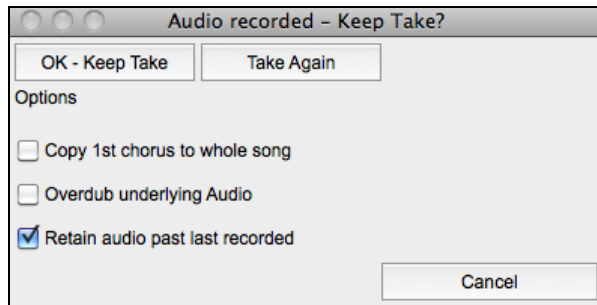 Audio recorded – Keep Take?
OK - Keep Take
Take Again
Options
Copy 1st chorus to whole song
Overdub underlying Audio
Retain audio past last recorded
Cancel